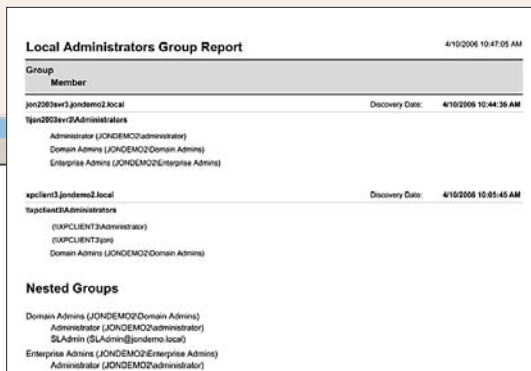 Local Administrators Group Report 4/10/2006 10:47:05 AM
Group
Member
jon2003svr3.jondemo2.local Discovery Date: 4/10/2006 10:44:36 AM
\\jon2003svr3\Administrators
Administrator (JONDEMO2\administrator)
Domain Admins (JONDEMO2\Domain Admins)
Enterprise Admins (JONDEMO2\Enterprise Admins)
xpclient3.jondemo2.local Discovery Date: 4/10/2006 10:05:45 AM
\\xpclient3\Administrators
(\\XPCLIENT3\Administrator)
(\\XPCLIENT3\jon)
Domain Admins (JONDEMO2\Domain Admins)
Nested Groups
Domain Admins (JONDEMO2\Domain Admins)
Administrator (JONDEMO2\administrator)
SLAdmin (SLAdmin@jondemo.local)
Enterprise Admins (JONDEMO2\Enterprise Admins)
Administrator (JONDEMO2\administrator)